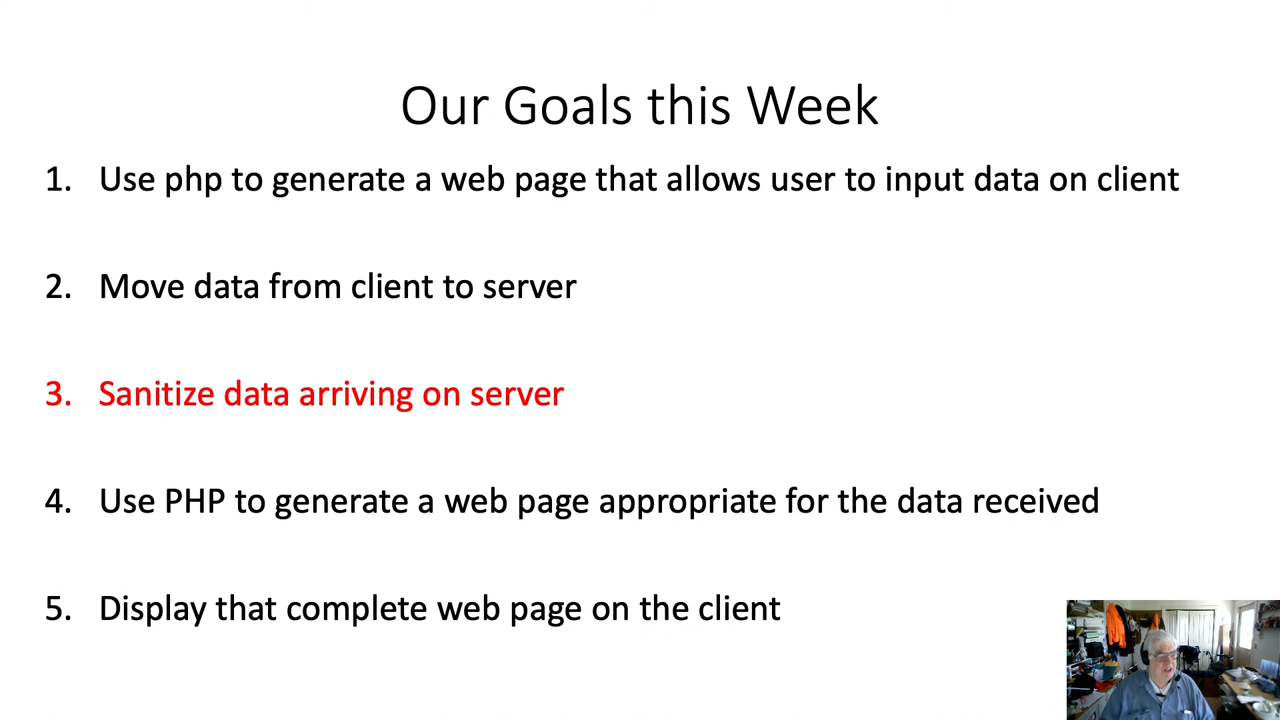 Our Goals this Week
1. Use php to generate a web page that allows user to input data on client
2. Move data from client to server
3. Sanitize data arriving on server
4. Use PHP to generate a web page appropriate for the data received
5. Display that complete web page on the client